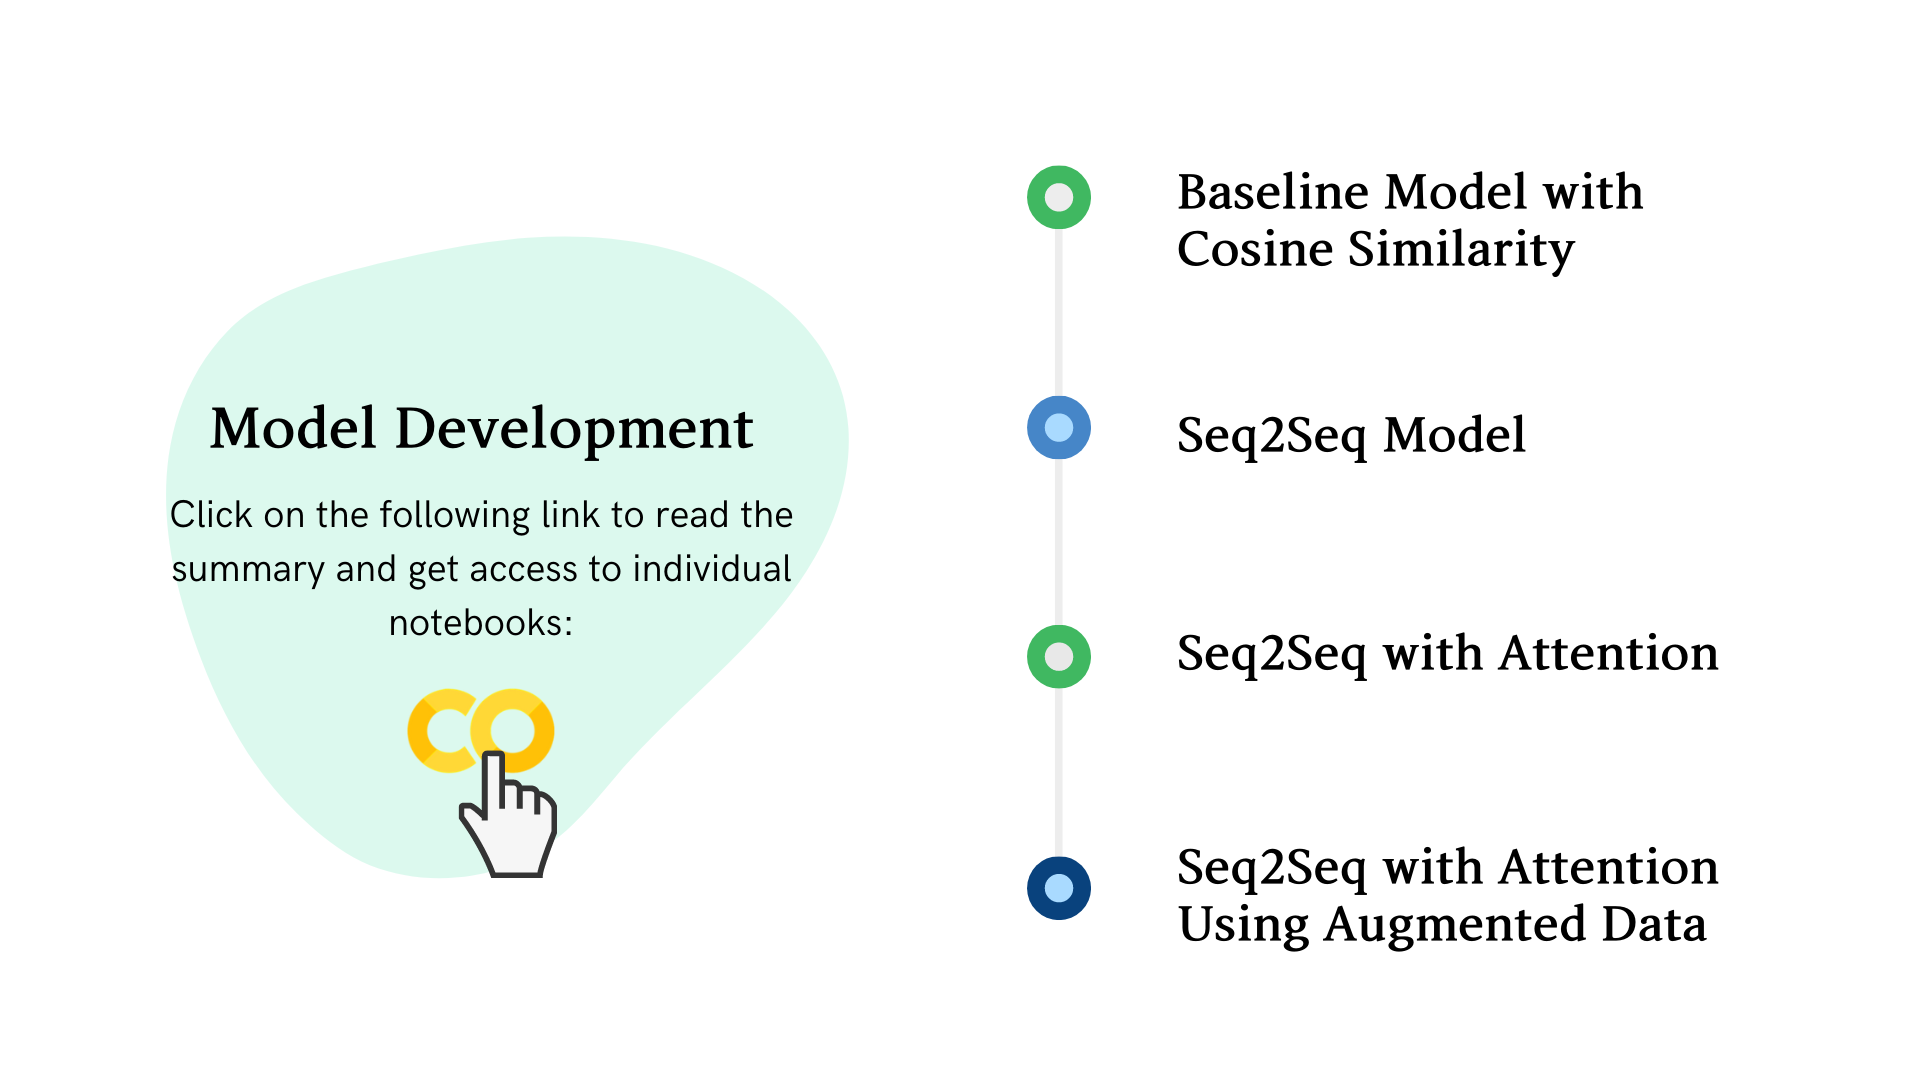 Model Development
Click on the following link to read the
summary and get access to individual
notebooks:
Baseline Model with
Cosine Similarity
Seq2Seq Model
Seq2Seq with Attention
Seq2Seq with Attention
Using Augmented Data